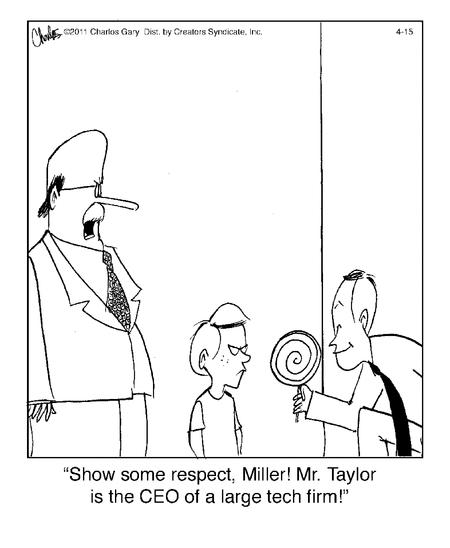 Charlos ©2011 Charlos Gary Dist. by Creators Syndicate, Inc. 4-15
“Show some respect, Miller! Mr. Taylor
is the CEO of a large tech firm!”